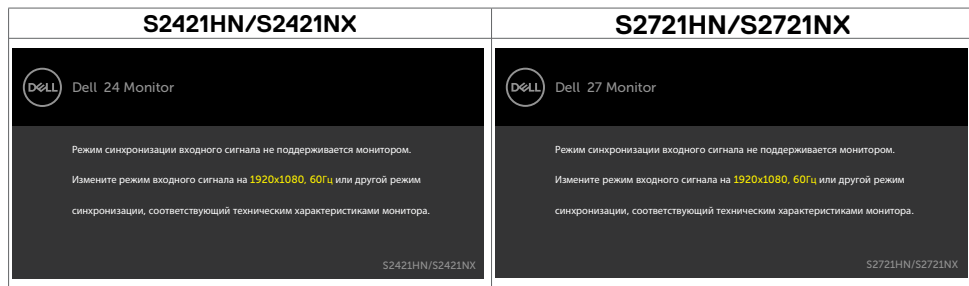 S2421HN/S2421NX
S2721HN/S2721NX
DELL
Dell 24 Monitor
Режим синхронизации входного сигнала не поддерживается монитором.
Измените режим входного сигнала на 1920x1080, 60Гц или другой режим
синхронизации, соответствующий техническим характеристиками монитора.
S2421HN/S2421NX
DELL
Dell 27 Monitor
Режим синхронизации входного сигнала не поддерживается монитором.
Измените режим входного сигнала на 1920x1080, 60Гц или другой режим
синхронизации, соответствующий техническим характеристиками монитора.
S2721HN/S2721NX